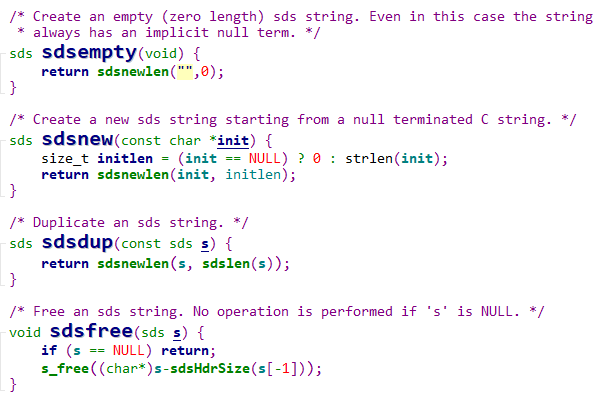 /* Create an empty (zero length) sds string. Even in this case the string
 * always has an implicit null term. */
sds sdsempty(void) {
    return sdsnewlen("",0);
}
/* Create a new sds string starting from a null terminated C string. */
sds sdsnew(const char *init) {
    size_t initlen = (init == NULL) ? 0 : strlen(init);
    return sdsnewlen(init, initlen);
}
/* Duplicate an sds string. */
sds sdsdup(const sds s) {
    return sdsnewlen(s, sdslen(s));
}
/* Free an sds string. No operation is performed if 's' is NULL. */
void sdsfree(sds s) {
    if (s == NULL) return;
    s_free((char*)s-sdsHdrSize(s[-1]));
}